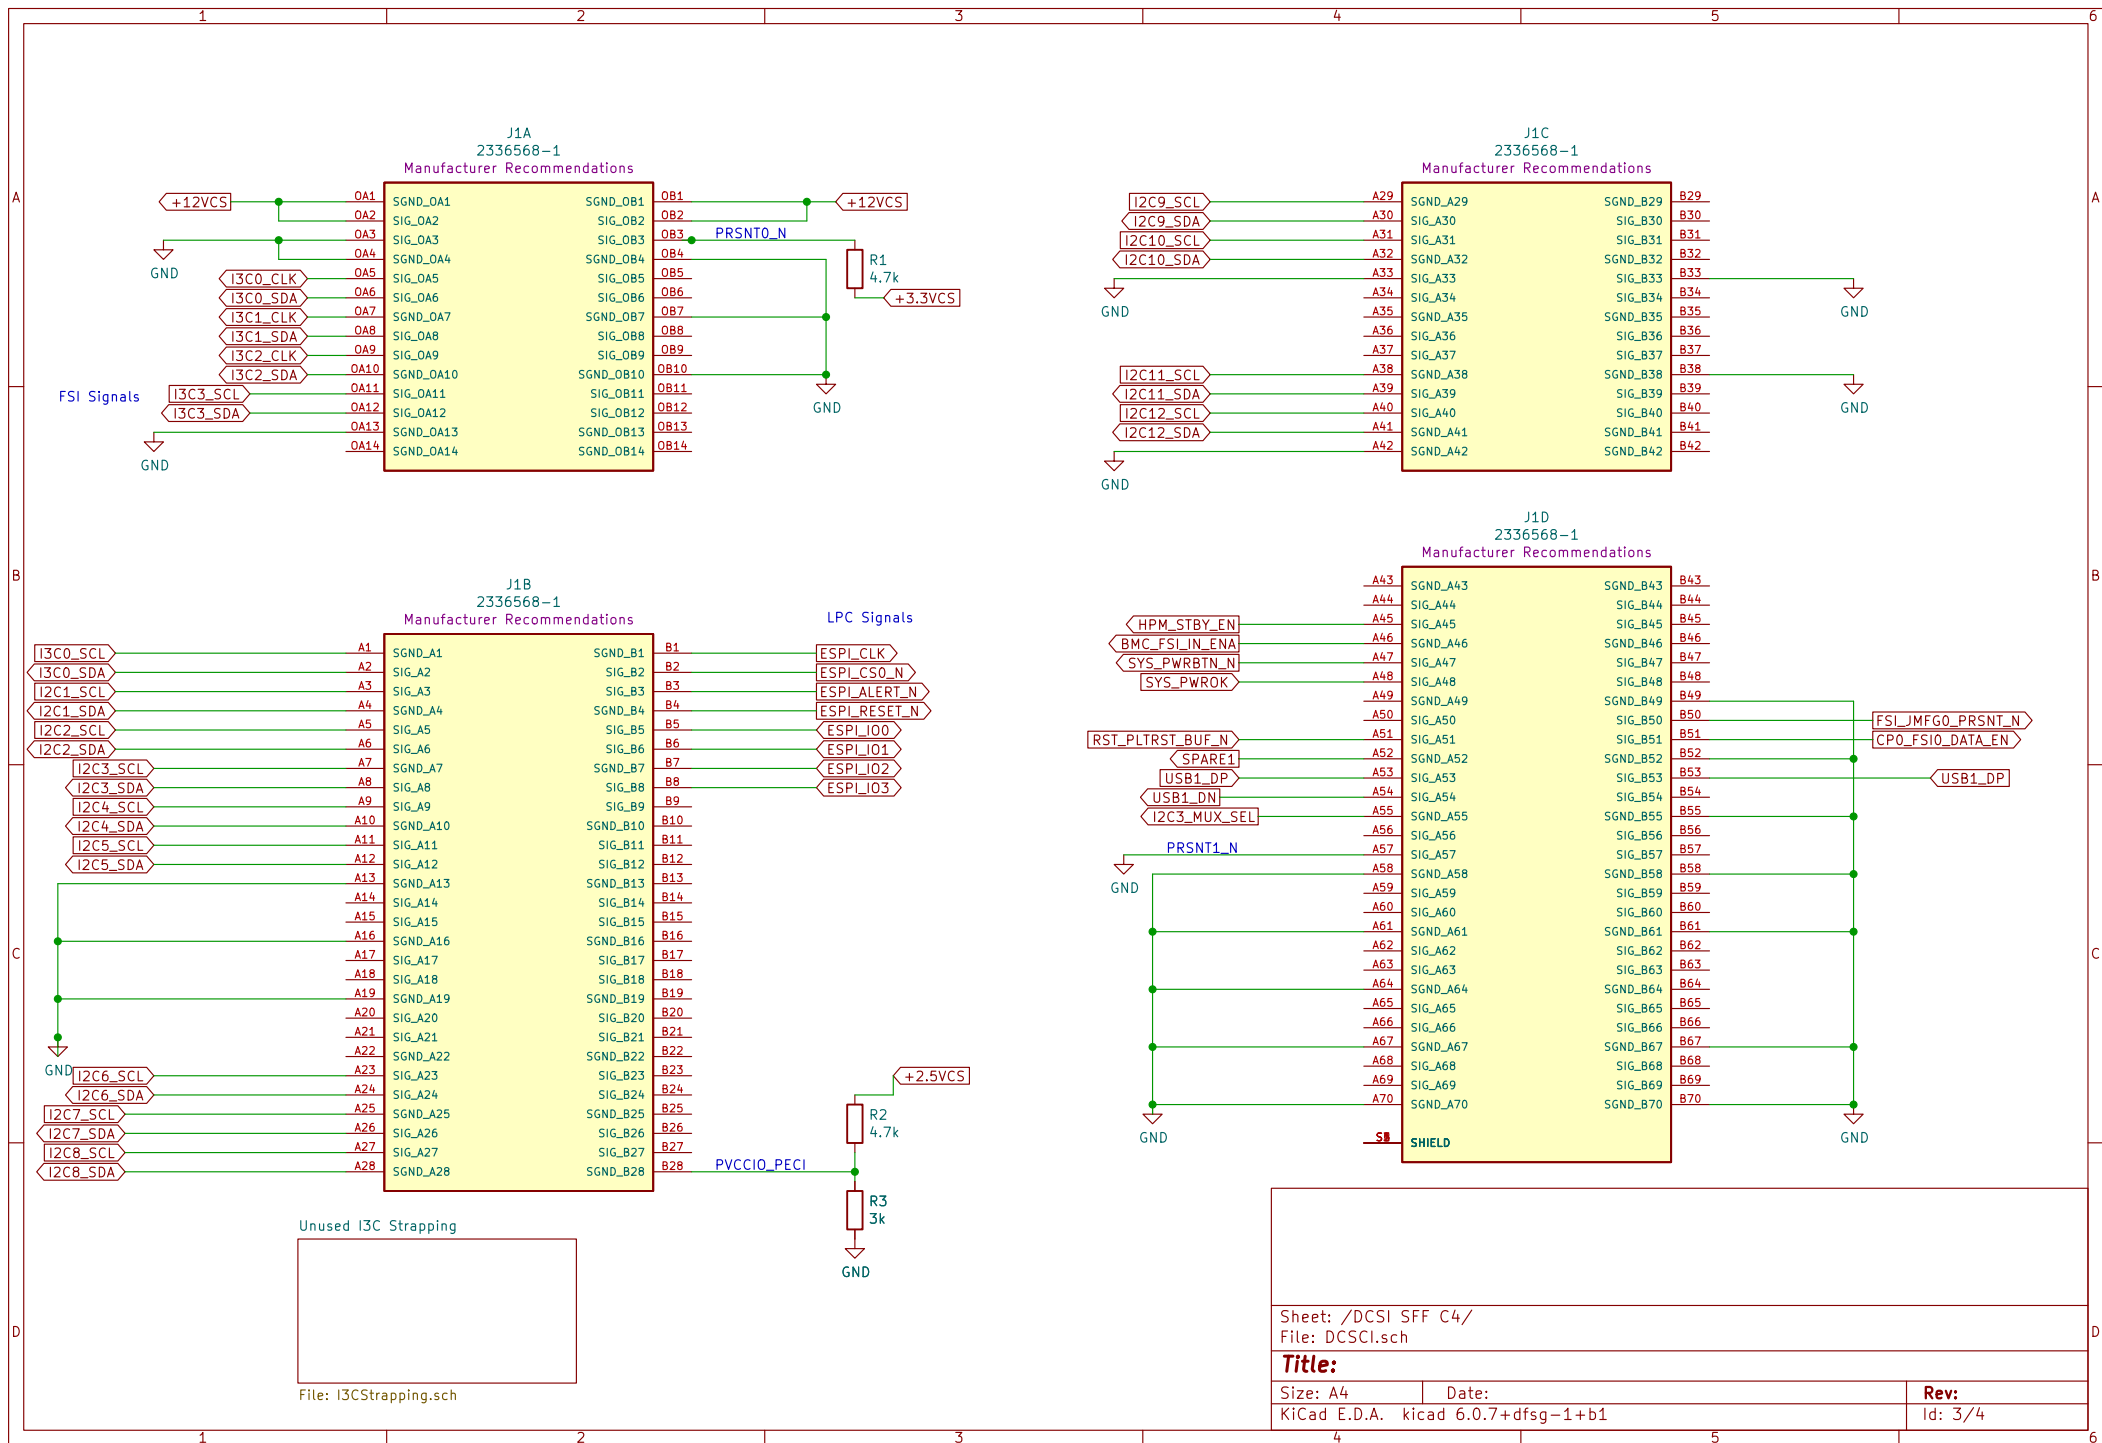 1 2 3 4 5 6
A
B
C
D
J1A
2336568-1
Manufacturer Recommendations
+12VCS OA1 SGND_OA1 SGND_OB1 OB1 +12VCS
OA2 SIG_OA2 SIG_OB2 OB2
OA3 SIG_OA3 SIG_OB3 OB3 PRSNT0_N
GND
OA4 SGND_OA4 SGND_OB4 OB4
R1
4.7k
OA5 SIG_OA5 SIG_OB5 OB5
I3C0_CLK
I3C0_SDA OA6 SIG_OA6 SIG_OB6 OB6 +3.3VCS
I3C1_CLK OA7 SGND_OA7 SGND_OB7 OB7
I3C1_SDA OA8 SIG_OA8 SIG_OB8 OB8
I3C2_CLK OA9 SIG_OA9 SIG_OB9 OB9
I3C2_SDA OA10 SGND_OA10 SGND_OB10 OB10
FSI Signals
I3C3_SCL OA11 SIG_OA11 SIG_OB11 OB11
GND
I3C3_SDA OA12 SIG_OA12 SIG_OB12 OB12
OA13 SGND_OA13 SGND_OB13 OB13
OA14 SGND_OA14 SGND_OB14 OB14
GND
J1C
2336568-1
Manufacturer Recommendations
I2C9_SCL A29 SGND_A29 SGND_B29 B29
I2C9_SDA A30 SIG_A30 SIG_B30 B30
I2C10_SCL A31 SIG_A31 SIG_B31 B31
I2C10_SDA A32 SGND_A32 SGND_B32 B32
A33 SIG_A33 SIG_B33 B33
A34 SIG_A34 SIG_B34 B34
GND GND
A35 SGND_A35 SGND_B35 B35
A36 SIG_A36 SIG_B36 B36
A37 SIG_A37 SIG_B37 B37
I2C11_SCL A38 SGND_A38 SGND_B38 B38
I2C11_SDA A39 SIG_A39 SIG_B39 B39
GND
I2C12_SCL A40 SIG_A40 SIG_B40 B40
I2C12_SDA A41 SGND_A41 SGND_B41 B41
A42 SGND_A42 SGND_B42 B42
GND
J1B
2336568-1
Manufacturer Recommendations
LPC Signals
I3C0_SCL A1 SGND_A1 SGND_B1 B1 ESPI_CLK
I3C0_SDA A2 SIG_A2 SIG_B2 B2 ESPI_CS0_N
I2C1_SCL A3 SIG_A3 SIG_B3 B3 ESPI_ALERT_N
I2C1_SDA A4 SGND_A4 SGND_B4 B4 ESPI_RESET_N
I2C2_SCL A5 SIG_A5 SIG_B5 B5 ESPI_IO0
I2C2_SDA A6 SIG_A6 SIG_B6 B6 ESPI_IO1
I2C3_SCL A7 SGND_A7 SGND_B7 B7 ESPI_IO2
I2C3_SDA A8 SIG_A8 SIG_B8 B8 ESPI_IO3
I2C4_SCL A9 SIG_A9 SIG_B9 B9
I2C4_SDA A10 SGND_A10 SGND_B10 B10
I2C5_SCL A11 SIG_A11 SIG_B11 B11
I2C5_SDA A12 SIG_A12 SIG_B12 B12
A13 SGND_A13 SGND_B13 B13
A14 SIG_A14 SIG_B14 B14
A15 SIG_A15 SIG_B15 B15
A16 SGND_A16 SGND_B16 B16
A17 SIG_A17 SIG_B17 B17
A18 SIG_A18 SIG_B18 B18
A19 SGND_A19 SGND_B19 B19
A20 SIG_A20 SIG_B20 B20
A21 SIG_A21 SIG_B21 B21
A22 SGND_A22 SGND_B22 B22
GND
I2C6_SCL A23 SIG_A23 SIG_B23 B23 +2.5VCS
I2C6_SDA A24 SIG_A24 SIG_B24 B24
I2C7_SCL A25 SGND_A25 SGND_B25 B25 R2
I2C7_SDA A26 SIG_A26 SIG_B26 B26 4.7k
I2C8_SCL A27 SIG_A27 SIG_B27 B27
I2C8_SDA A28 SGND_A28 SGND_B28 B28 PVCCIO_PECI
R3
3k
GND
Unused I3C Strapping
File: I3CStrapping.sch
J1D
2336568-1
Manufacturer Recommendations
A43 SGND_A43 SGND_B43 B43
A44 SIG_A44 SIG_B44 B44
HPM_STBY_EN A45 SIG_A45 SIG_B45 B45
BMC_FSI_IN_ENA A46 SGND_A46 SGND_B46 B46
SYS_PWRBTN_N A47 SIG_A47 SIG_B47 B47
SYS_PWROK A48 SIG_A48 SIG_B48 B48
A49 SGND_A49 SGND_B49 B49
A50 SIG_A50 SIG_B50 B50 FSI_JMFG0_PRSNT_N
RST_PLTRST_BUF_N A51 SIG_A51 SIG_B51 B51 CP0_FSI0_DATA_EN
SPARE1 A52 SGND_A52 SGND_B52 B52
USB1_DP A53 SIG_A53 SIG_B53 B53 USB1_DP
USB1_DN A54 SIG_A54 SIG_B54 B54
I2C3_MUX_SEL A55 SGND_A55 SGND_B55 B55
A56 SIG_A56 SIG_B56 B56
PRSNT1_N A57 SIG_A57 SIG_B57 B57
A58 SGND_A58 SGND_B58 B58
GND
A59 SIG_A59 SIG_B59 B59
A60 SIG_A60 SIG_B60 B60
A61 SGND_A61 SGND_B61 B61
A62 SIG_A62 SIG_B62 B62
A63 SIG_A63 SIG_B63 B63
A64 SGND_A64 SGND_B64 B64
A65 SIG_A65 SIG_B65 B65
A66 SIG_A66 SIG_B66 B66
A67 SGND_A67 SGND_B67 B67
A68 SIG_A68 SIG_B68 B68
A69 SIG_A69 SIG_B69 B69
A70 SGND_A70 SGND_B70 B70
GND GND
SHIELD
Sheet: /DCSI SFF C4/
File: DCSCI.sch
Title:
Size: A4 Date: Rev:
KiCad E.D.A. kicad 6.0.7+dfsg-1+b1 Id: 3/4
A
B
C
D
1 2 3 4 5 6